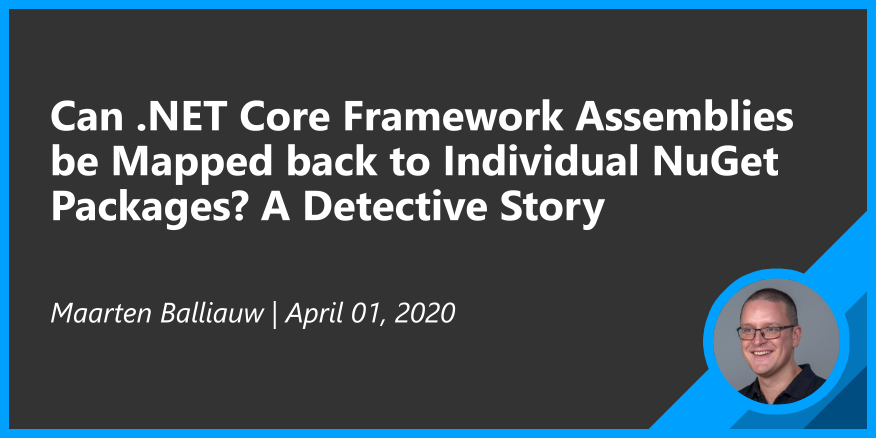 Can .NET Core Framework Assemblies
be Mapped back to Individual NuGet
Packages? A Detective Story
Maarten Balliauw | April 01, 2020